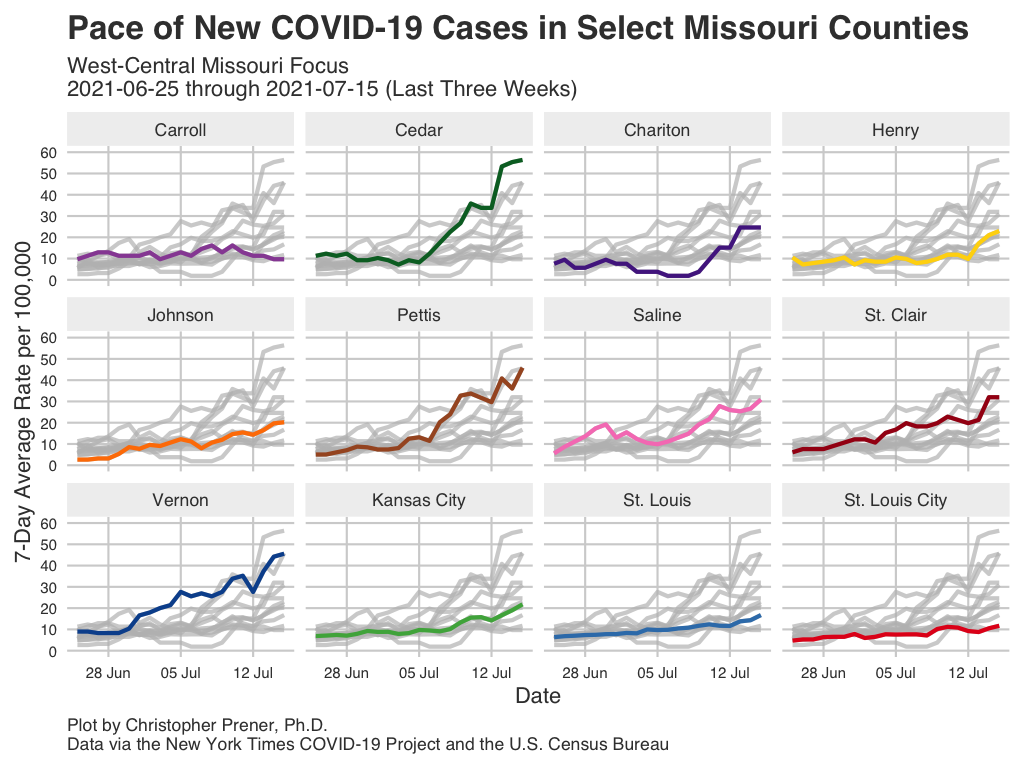 Pace of New COVID-19 Cases in Select Missouri Counties
West-Central Missouri Focus
2021-06-25 through 2021-07-15 (Last Three Weeks)
Carroll Cedar Chariton Henry
60
50
40
30
20
10
0
Johnson Pettis Saline St. Clair
60
50
40
30
20
10
0
Vernon Kansas City St. Louis St. Louis City
60
50
40
30
20
10
0
7-Day Average Rate per 100,000
28 Jun 05 Jul 12 Jul 28 Jun 05 Jul 12 Jul 28 Jun 05 Jul 12 Jul 28 Jun 05 Jul 12 Jul
Date
Plot by Christopher Prener, Ph.D.
Data via the New York Times COVID-19 Project and the U.S. Census Bureau